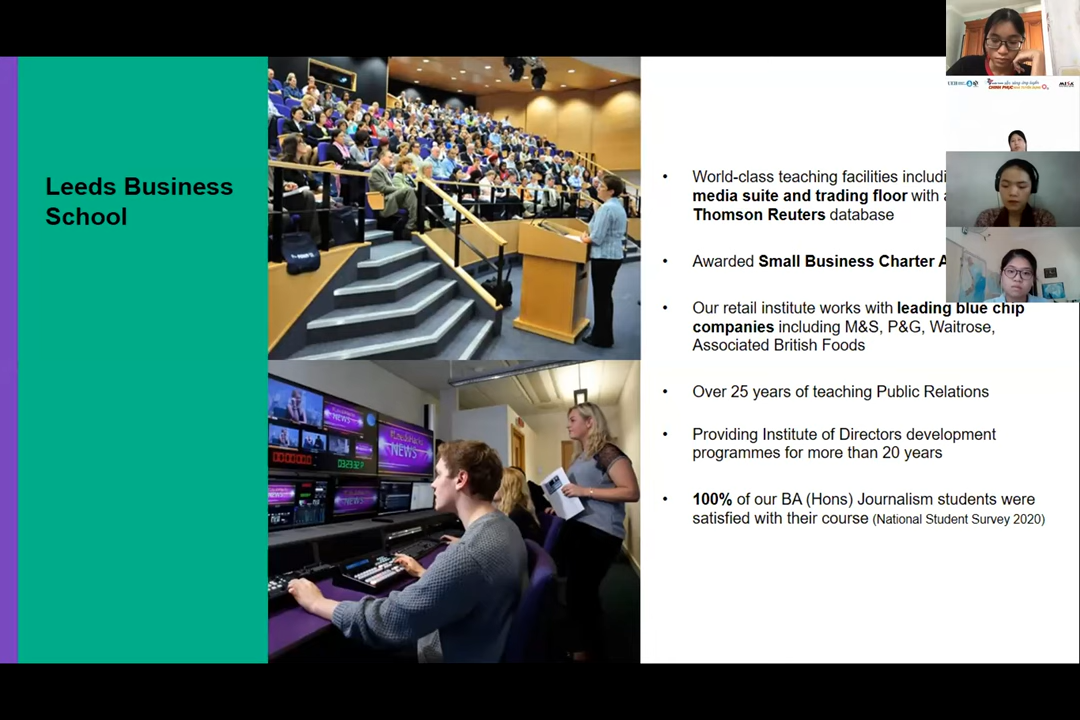 Leeds Business
School
• World-class teaching facilities
media suite and trading floor with
Thomson Reuters database
• Awarded Small Business Charter
• Our retail institute works with leading blue chip
companies including M&S, P&G, Waitrose,
Associated British Foods
• Over 25 years of teaching Public Relations
• Providing Institute of Directors development
programmes for more than 20 years
• 100% of our BA (Hons) Journalism students were
satisfied with their course (National Student Survey 2020)
NEWS
NEWS